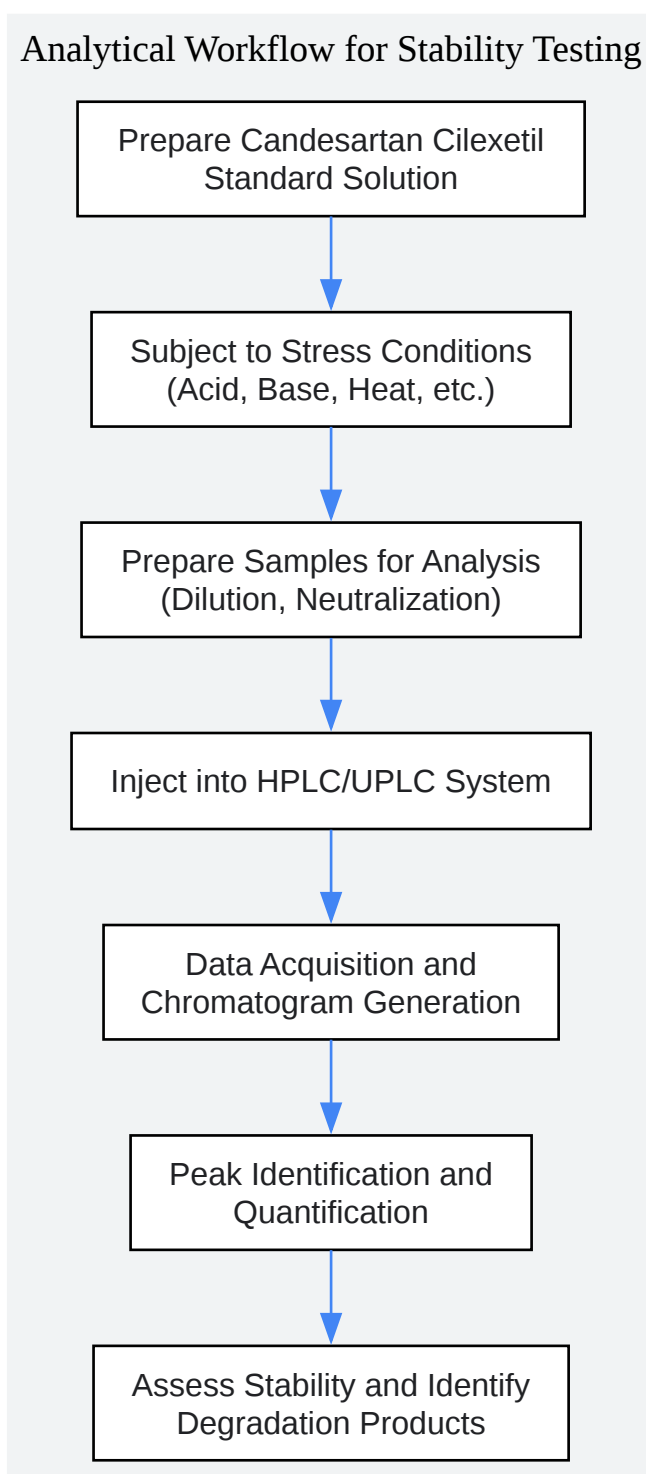 Analytical Workflow for Stability Testing
Prepare Candesartan Cilexetil
Standard Solution
Subject to Stress Conditions
(Acid, Base, Heat, etc.)
Prepare Samples for Analysis
(Dilution, Neutralization)
Inject into HPLC/UPLC System
Data Acquisition and
Chromatogram Generation
Peak Identification and
Quantification
Assess Stability and Identify
Degradation Products